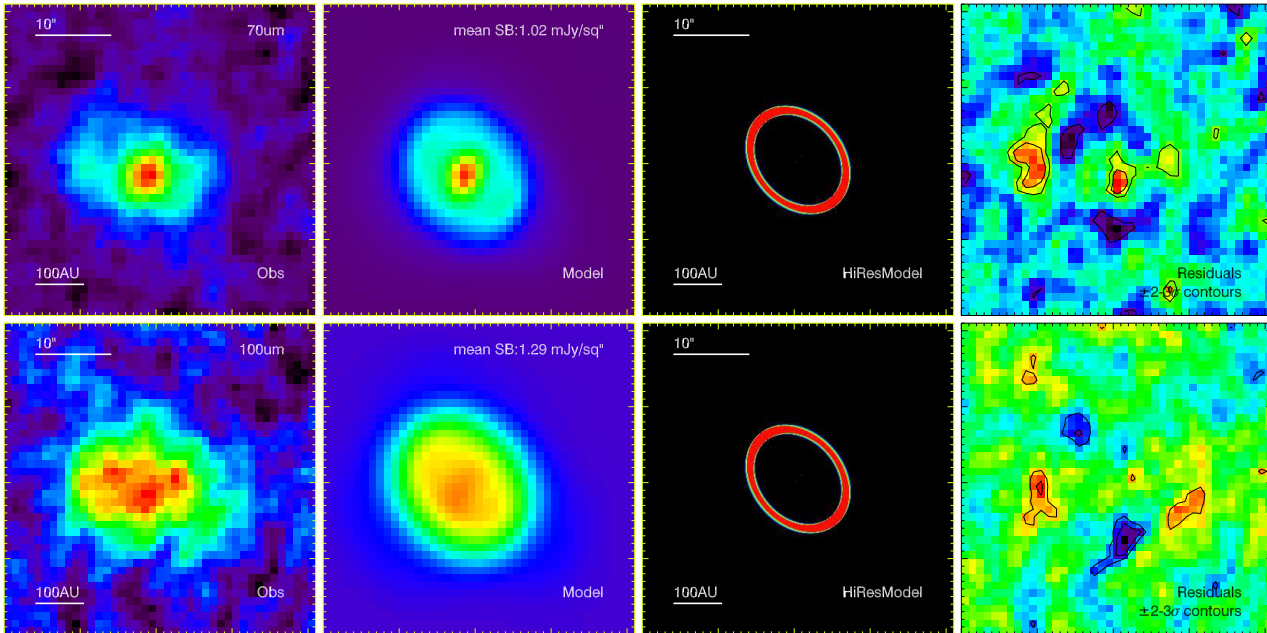 10"
70um
100AU
Obs
mean SB:1.02 mJy/sq"
Model
10"
100AU
HiResModel
Residuals
±2-3σ contours
10"
100um
100AU
Obs
mean SB:1.29 mJy/sq"
Model
10"
100AU
HiResModel
Residuals
±2-3σ contours